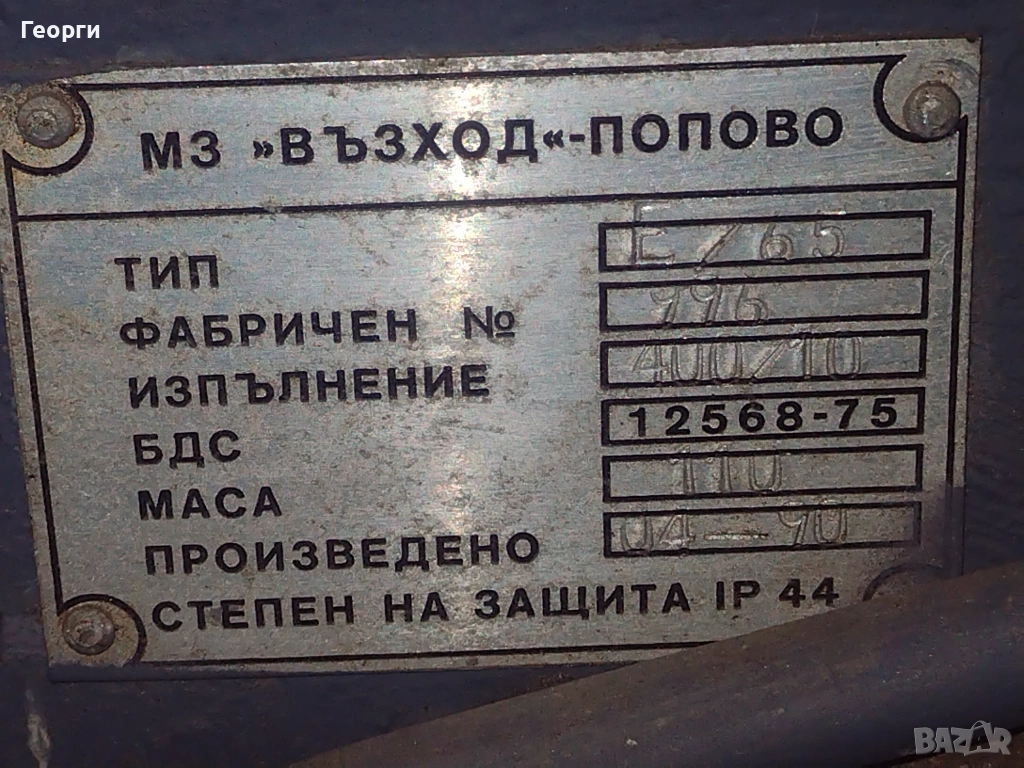 Георги
МЗ »ВЪЗХОД«-ПОПОВО
ТИП Е/65
ФАБРИЧЕН № 996
ИЗПЪЛНЕНИЕ 400/10
БДС 12568-75
МАСА 110
ПРОИЗВЕДЕНО 04-90
СТЕПЕН НА ЗАЩИТА IP 44
BAZAR